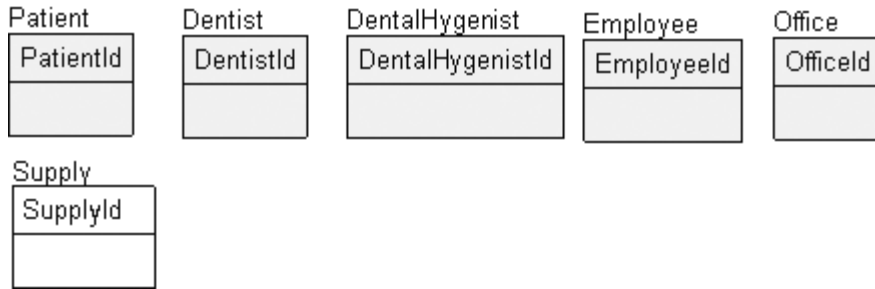 Patient
Dentist
DentalHygenist
Employee
Office
PatientId
DentistId
DentalHygenistId
EmployeeId
OfficeId
Supply
SupplyId